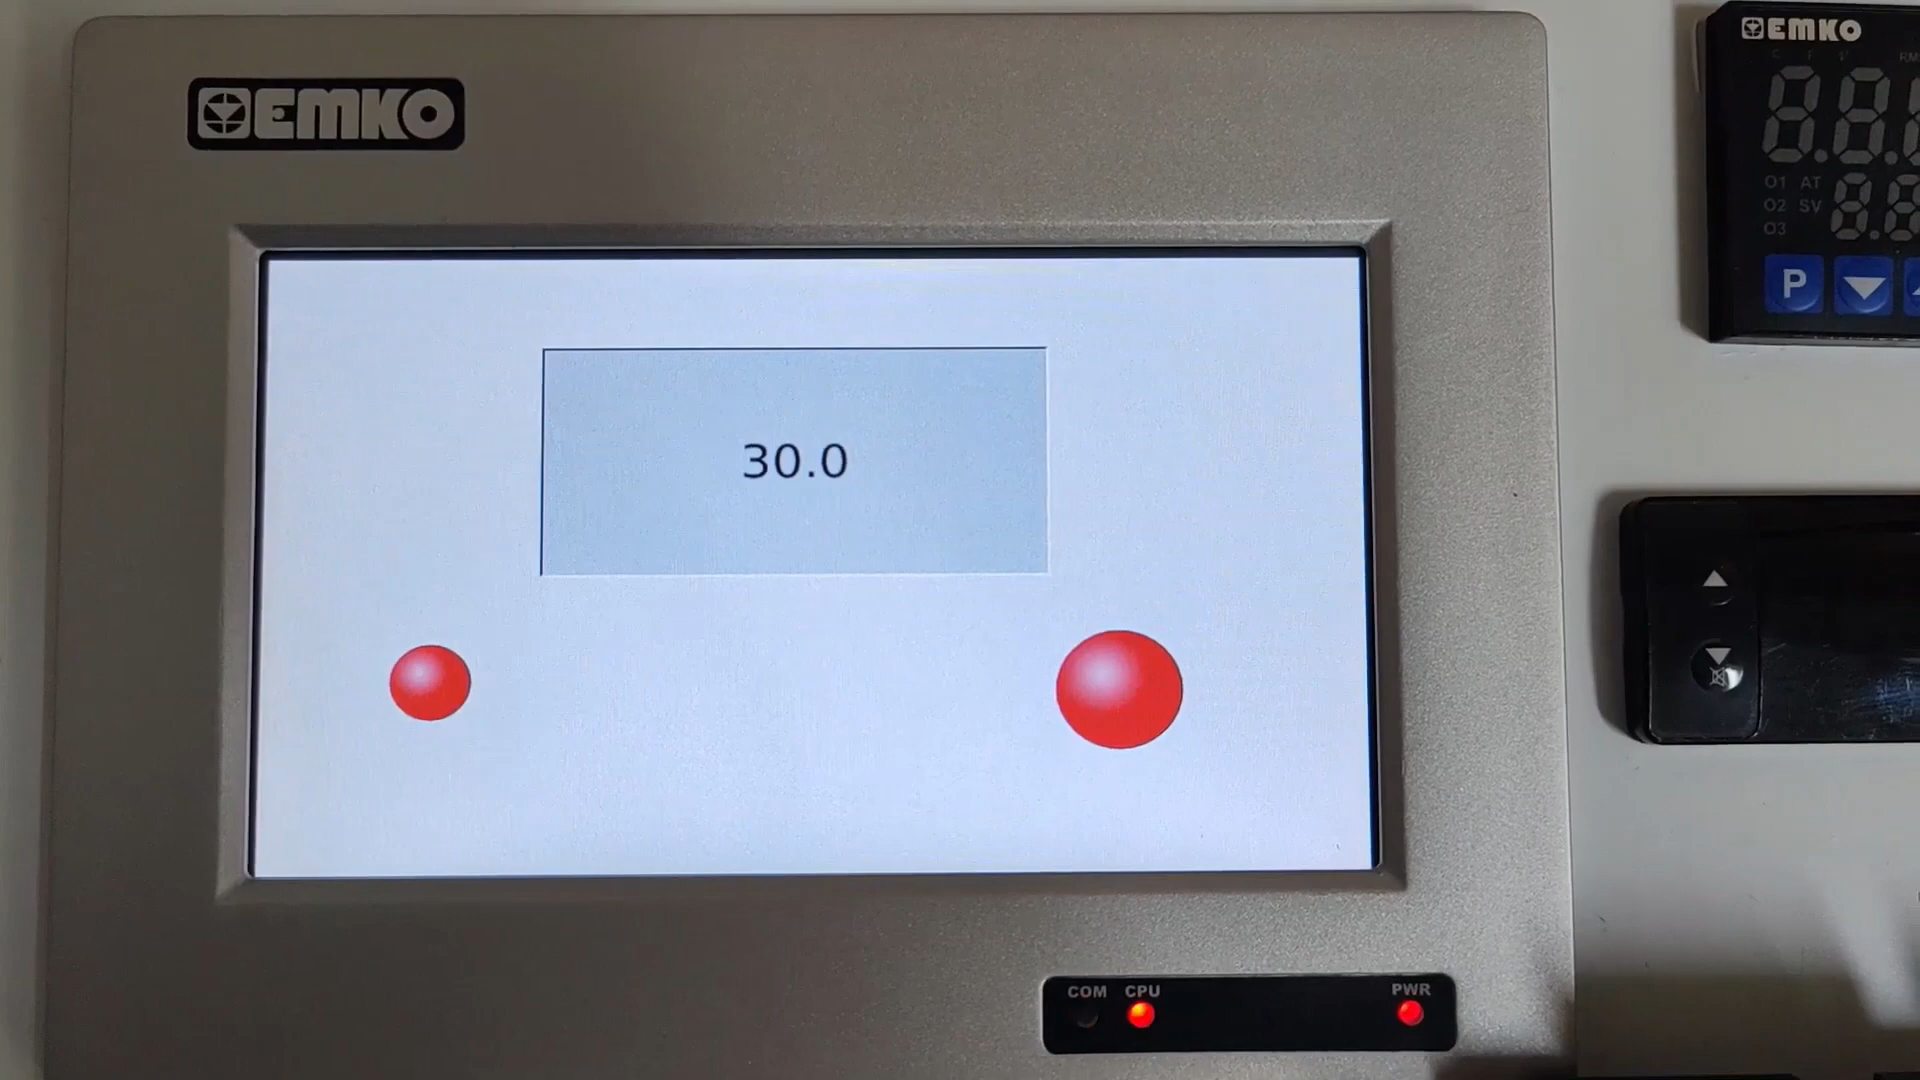 EMKO
30.0
COM CPU PWR
EMKO
O1 AT
O2 SV
O3
P